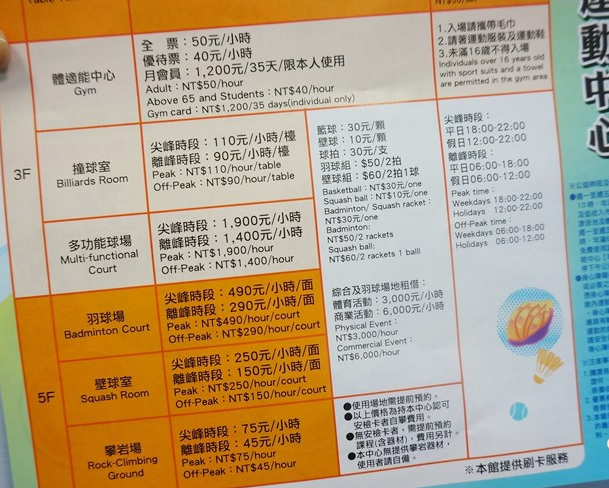 3F
體適能中心
Gym
全　票：50元/小時
優待票：40元/小時
月會員：1,200元/35天/限本人使用
Adult：NT$50/hour
Above 65 and Students：NT$40/hour
Gym card：NT$1,200/35 days(individual only)
1.入場請攜帶毛巾
2.請著運動服裝及運動鞋
3.未滿16歲不得入場
Individuals over 16 years old
with sport suits and a towel
are permitted in the gym area
撞球室
Billiards Room
尖峰時段：110元/小時/檯
離峰時段：90元/小時/檯
Peak：NT$110/hour/table
Off-Peak：NT$90/hour/table
多功能球場
Multi-functional
Court
尖峰時段：1,900元/小時
離峰時段：1,400元/小時
Peak：NT$1,900/hour
Off-Peak：NT$1,400/hour
籃球：30元/顆
壁球：10元/顆
球拍：30元/支
羽球組：$50/2拍
壁球組：$60/2拍1球
Basketball：NT$30/one
Squash ball：NT$10/one
Badminton/ Squash racket：
NT$30/one
Badminton:
NT$50/2 rackets
Squash ball:
NT$60/2 rackets 1 ball
綜合及羽球場地租借：
體育活動：3,000元/小時
商業活動：6,000元/小時
Physical Event：
NT$3,000/hour
Commercial Event：
NT$6,000/hour
尖峰時段：
平日18:00-22:00
假日12:00-22:00
離峰時段：
平日06:00-18:00
假日06:00-12:00
Peak time：
Weekdays 18:00-22:00
Holidays 12:00-22:00
Off-Peak：
Weekdays 06:00-18:00
Holidays 06:00-12:00
5F
羽球場
Badminton Court
尖峰時段：490元/小時/面
離峰時段：290元/小時/面
Peak：NT$490/hour/court
Off-Peak：NT$290/hour/court
壁球室
Squash Room
尖峰時段：250元/小時/面
離峰時段：150元/小時/面
Peak：NT$250/hour/court
Off-Peak：NT$150/hour/court
攀岩場
Rock-Climbing
Ground
尖峰時段：75元/小時
離峰時段：45元/小時
Peak：NT$75/hour
Off-Peak：NT$45/hour
●使用場地需提前預約。
●以上價格為持本中心認可
安檢卡者自攀費用。
●無安檢卡者，需提前預約
課程(含器材)，費用另計。
●本中心無提供攀岩器材，
使用者請自備。
※本館提供刷卡服務
運動中心